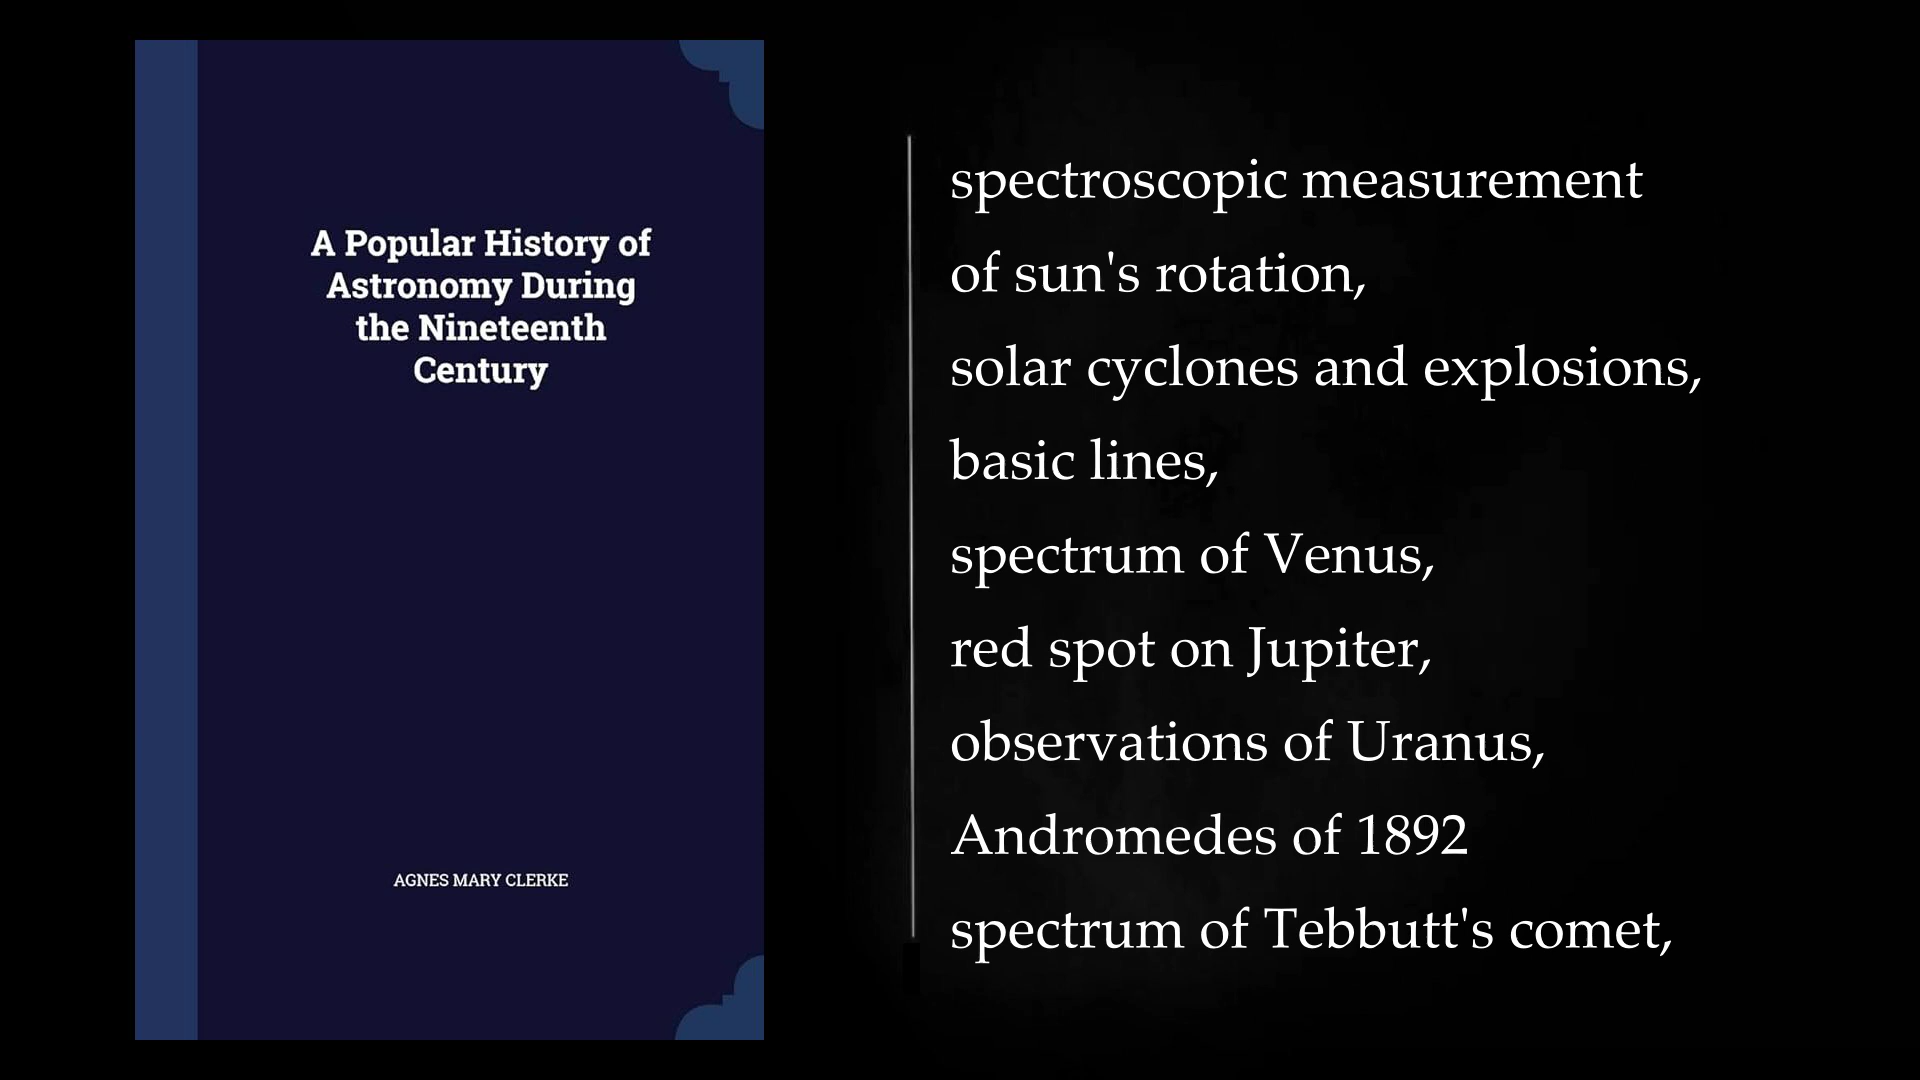 A Popular History of
Astronomy During
the Nineteenth
Century
AGNES MARY CLERKE
spectroscopic measurement
of sun's rotation,
solar cyclones and explosions,
basic lines,
spectrum of Venus,
red spot on Jupiter,
observations of Uranus,
Andromedes of 1892
spectrum of Tebbutt's comet,